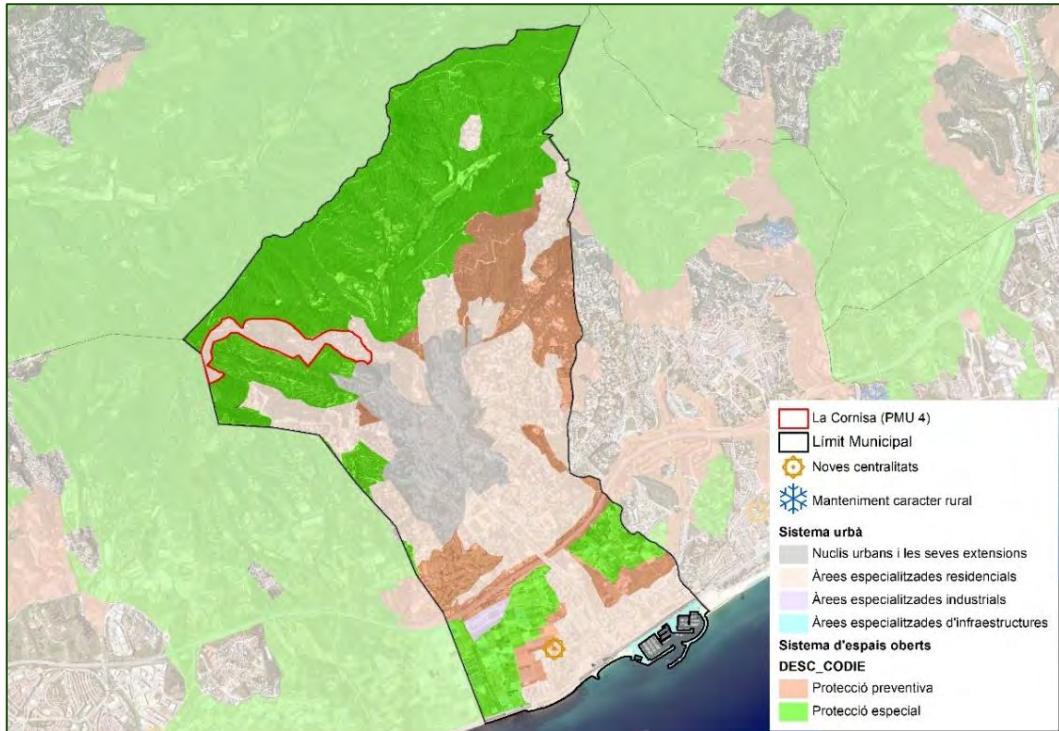 La Cornisa (PMU 4)
Límit Municipal
Noves centralitats
Manteniment caracter rural
Sistema urbà
Nuclis urbans i les seves extensions
Àrees especialitzades residencials
Àrees especialitzades industrials
Àrees especialitzades d'infraestructures
Sistema d'espais oberts
DESC_CODIE
Protecció preventiva
Protecció especial